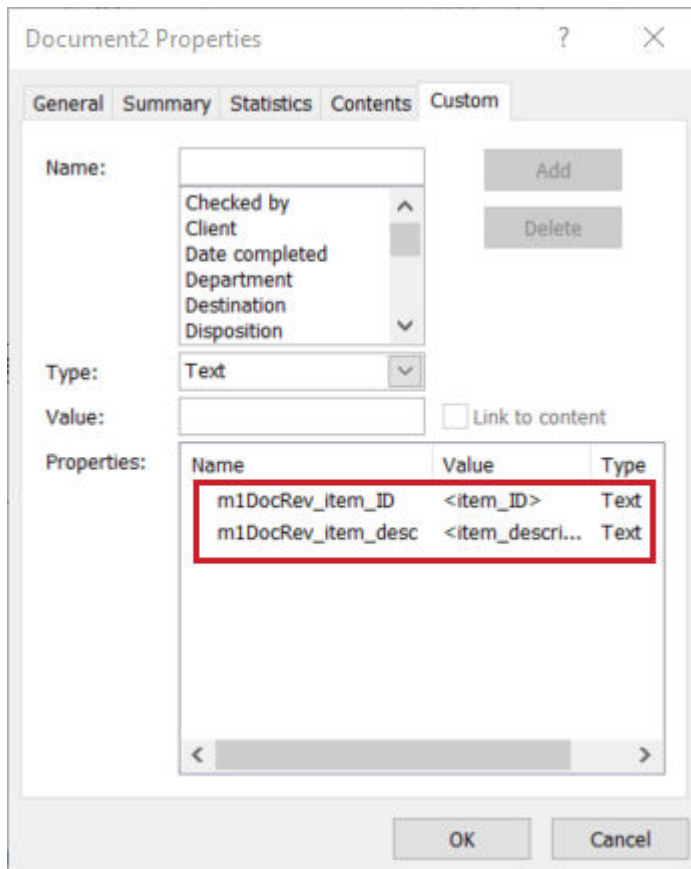 Document2 Properties ?
General Summary Statistics Contents Custom
Name:
Add
Checked by
Client
Delete
Date completed
Department
Destination
Disposition
Type: Text
Value: Link to content
Properties: Name Value Type
m1DocRev_item_ID <item_ID> Text
m1DocRev_item_desc <item_descri... Text
OK Cancel